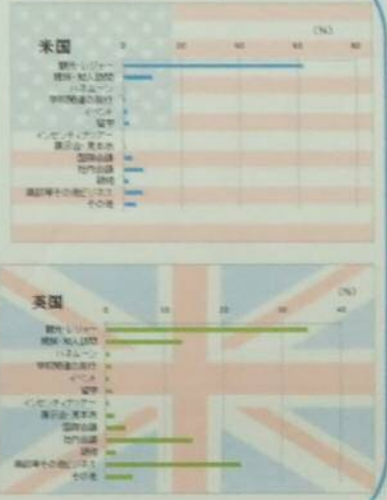 米国
(%)
0 20 40 60 80
観光・レジャー
親族・知人訪問
ハネムーン
学校関連の旅行
イベント
留学
インセンティブツアー
展示会・見本市
国際会議
社内会議
研修
商談等その他ビジネス
その他
英国
(%)
0 10 20 30 40
観光・レジャー
親族・知人訪問
ハネムーン
学校関連の旅行
イベント
留学
インセンティブツアー
展示会・見本市
国際会議
社内会議
研修
商談等その他ビジネス
その他